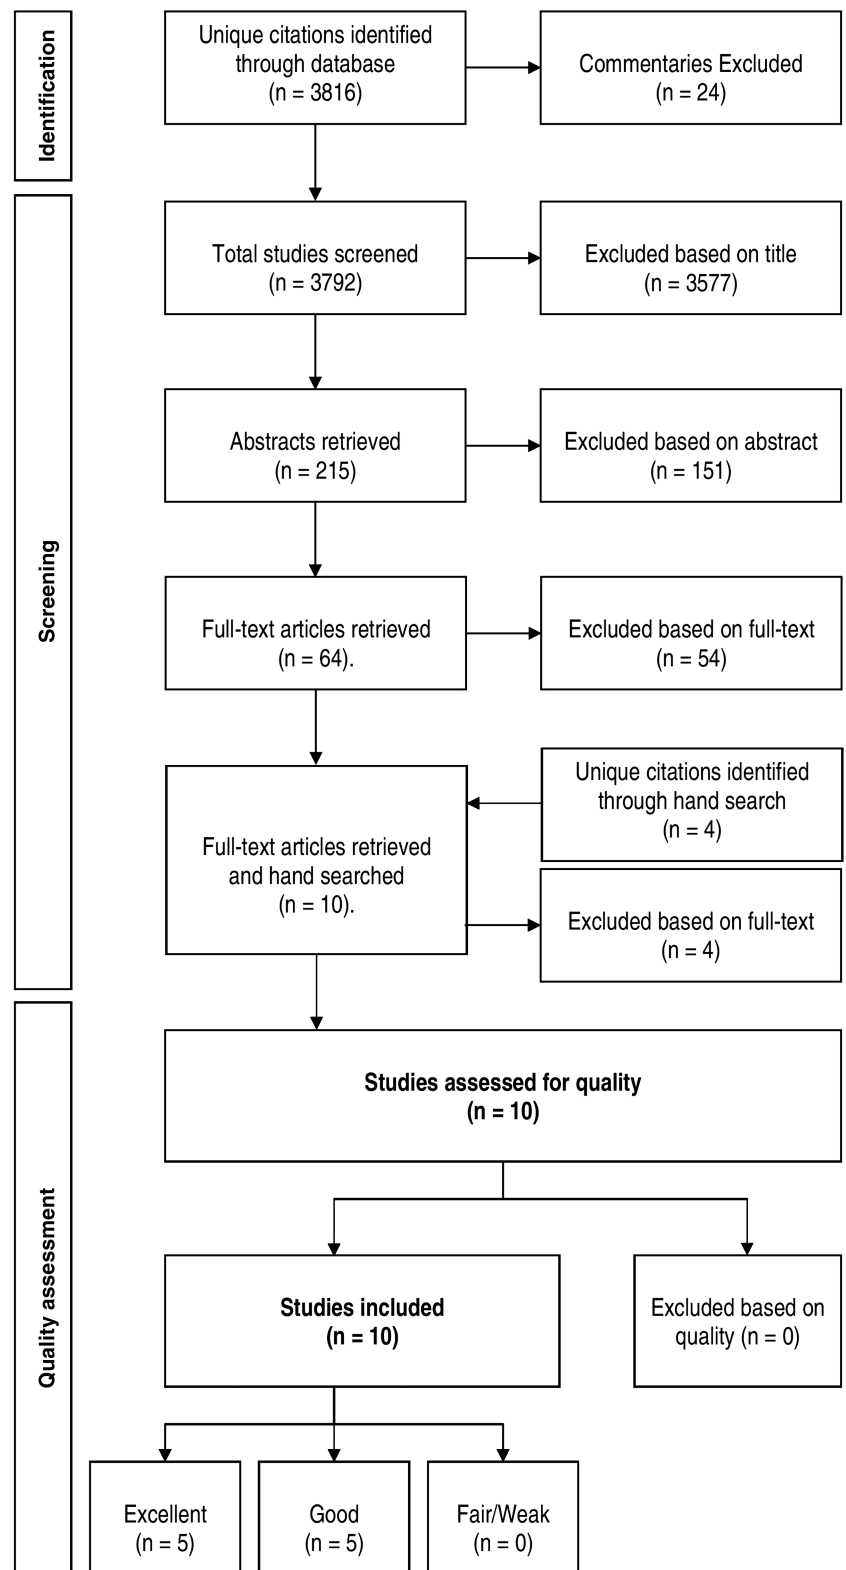 Identification
Unique citations identified
through database
(n = 3816)
Commentaries Excluded
(n = 24)
Screening
Total studies screened
(n = 3792)
Excluded based on title
(n = 3577)
Abstracts retrieved
(n = 215)
Excluded based on abstract
(n = 151)
Full-text articles retrieved
(n = 64).
Excluded based on full-text
(n = 54)
Full-text articles retrieved
and hand searched
(n = 10).
Unique citations identified
through hand search
(n = 4)
Excluded based on full-text
(n = 4)
Quality assessment
Studies assessed for quality
(n = 10)
Studies included
(n = 10)
Excluded based on
quality (n = 0)
Excellent
(n = 5)
Good
(n = 5)
Fair/Weak
(n = 0)